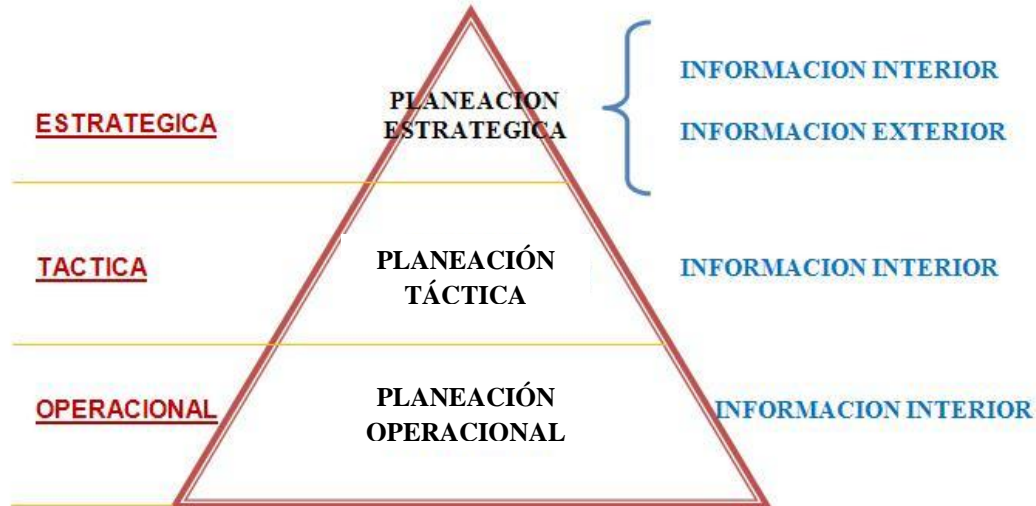 ESTRATEGICA
PLANEACION
ESTRATEGICA
INFORMACION INTERIOR
INFORMACION EXTERIOR
TACTICA
PLANEACIÓN
TÁCTICA
INFORMACION INTERIOR
OPERACIONAL
PLANEACIÓN
OPERACIONAL
INFORMACION INTERIOR